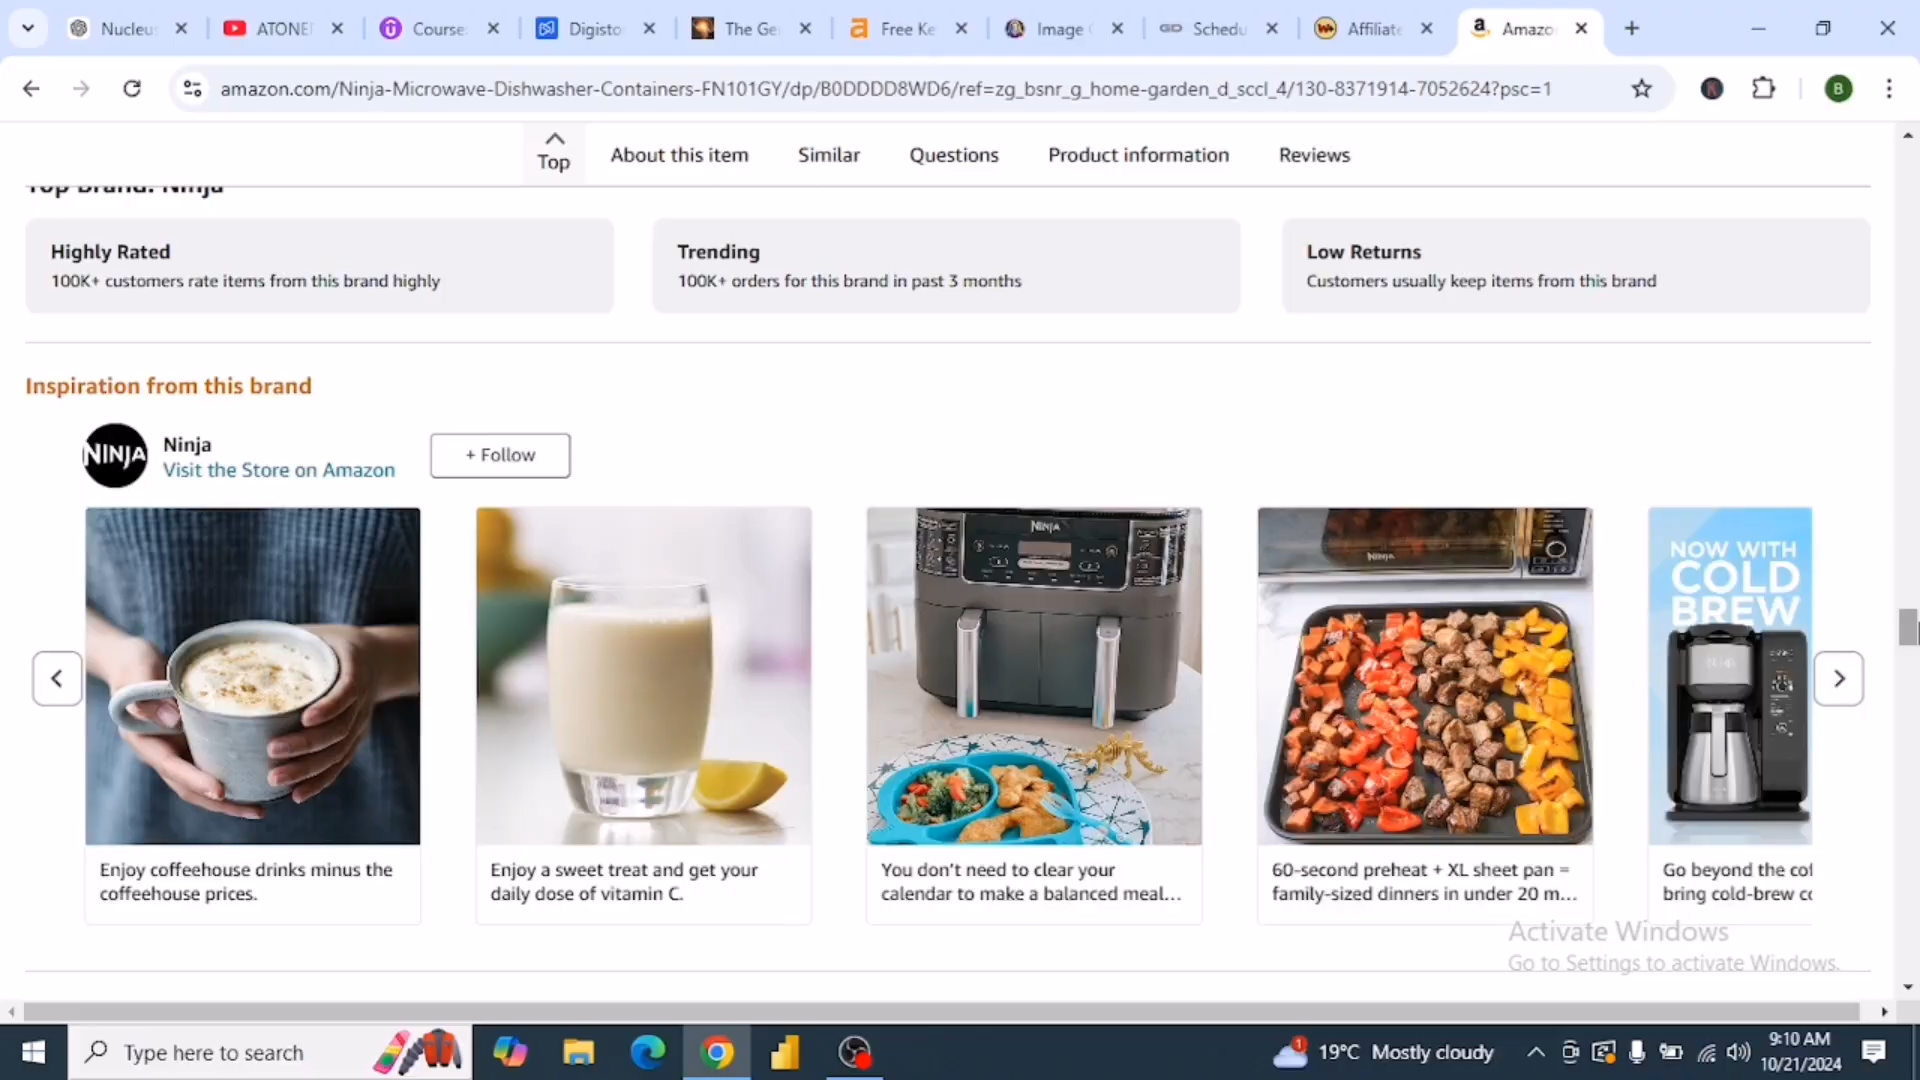 Nucleu
ATONE
Course
Digisto
The Ge
Free Ke
Image
Schedu
Affiliate
Amazo
amazon.com/Ninja-Microwave-Dishwasher-Containers-FN101GY/dp/B0DDDD8WD6/ref=zg_bsnr_g_home-garden_d_sccl_4/130-8371914-7052624?psc=1
B
Top
About this item
Similar
Questions
Product information
Reviews
Top Brand: Ninja
Highly Rated
100K+ customers rate items from this brand highly
Trending
100K+ orders for this brand in past 3 months
Low Returns
Customers usually keep items from this brand
Inspiration from this brand
NINJA
Ninja
Visit the Store on Amazon
+ Follow
NINJA
NINJA
NOW WITH
COLD
BREW
Enjoy coffeehouse drinks minus the
coffeehouse prices.
Enjoy a sweet treat and get your
daily dose of vitamin C.
You don't need to clear your
calendar to make a balanced meal...
60-second preheat + XL sheet pan =
family-sized dinners in under 20 m...
Go beyond the cof
bring cold-brew co
Activate Windows
Go to Settings to activate Windows.
Type here to search
1
19°C Mostly cloudy
9:10 AM
10/21/2024